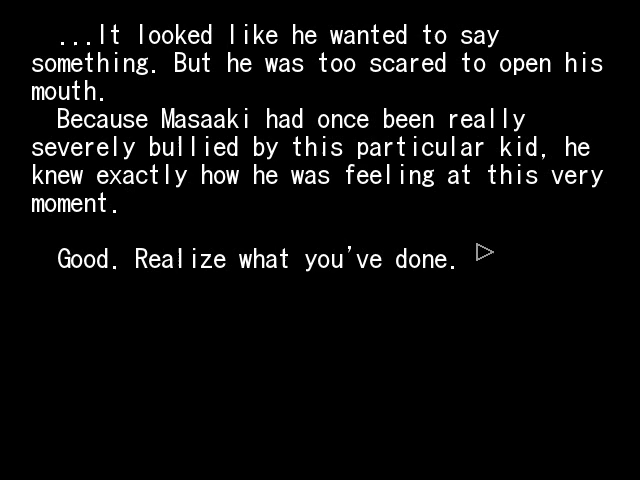 ...It looked like he wanted to say
something. But he was too scared to open his
mouth.
Because Masaaki had once been really
severely bullied by this particular kid, he
knew exactly how he was feeling at this very
moment.
Good. Realize what you've done.